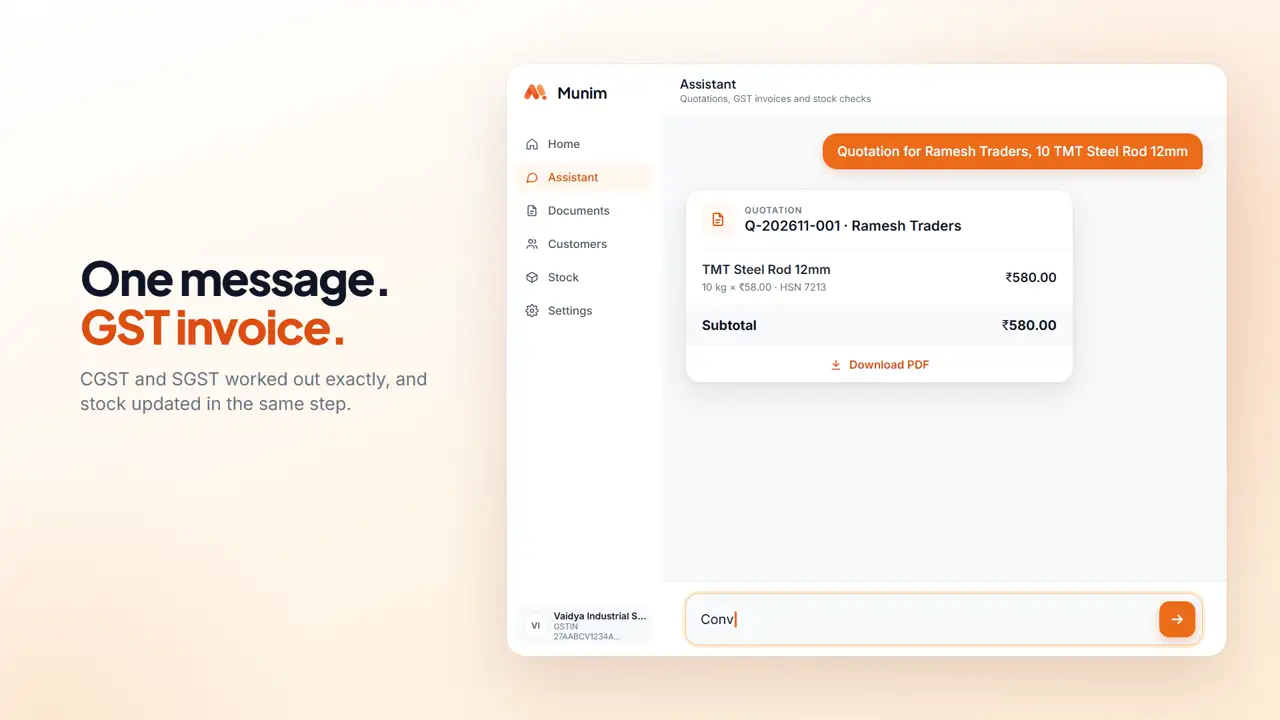 One message.
GST invoice.
CGST and SGST worked out exactly, and
stock updated in the same step.
Munim
Home
Assistant
Documents
Customers
Stock
Settings
VI
Vaidya Industrial S...
GSTIN
27AABCV1234A...
Assistant
Quotations, GST invoices and stock checks
Quotation for Ramesh Traders, 10 TMT Steel Rod 12mm
QUOTATION
Q-202611-001 · Ramesh Traders
TMT Steel Rod 12mm
₹580.00
10 kg × ₹58.00 · HSN 7213
Subtotal
₹580.00
Download PDF
Conv